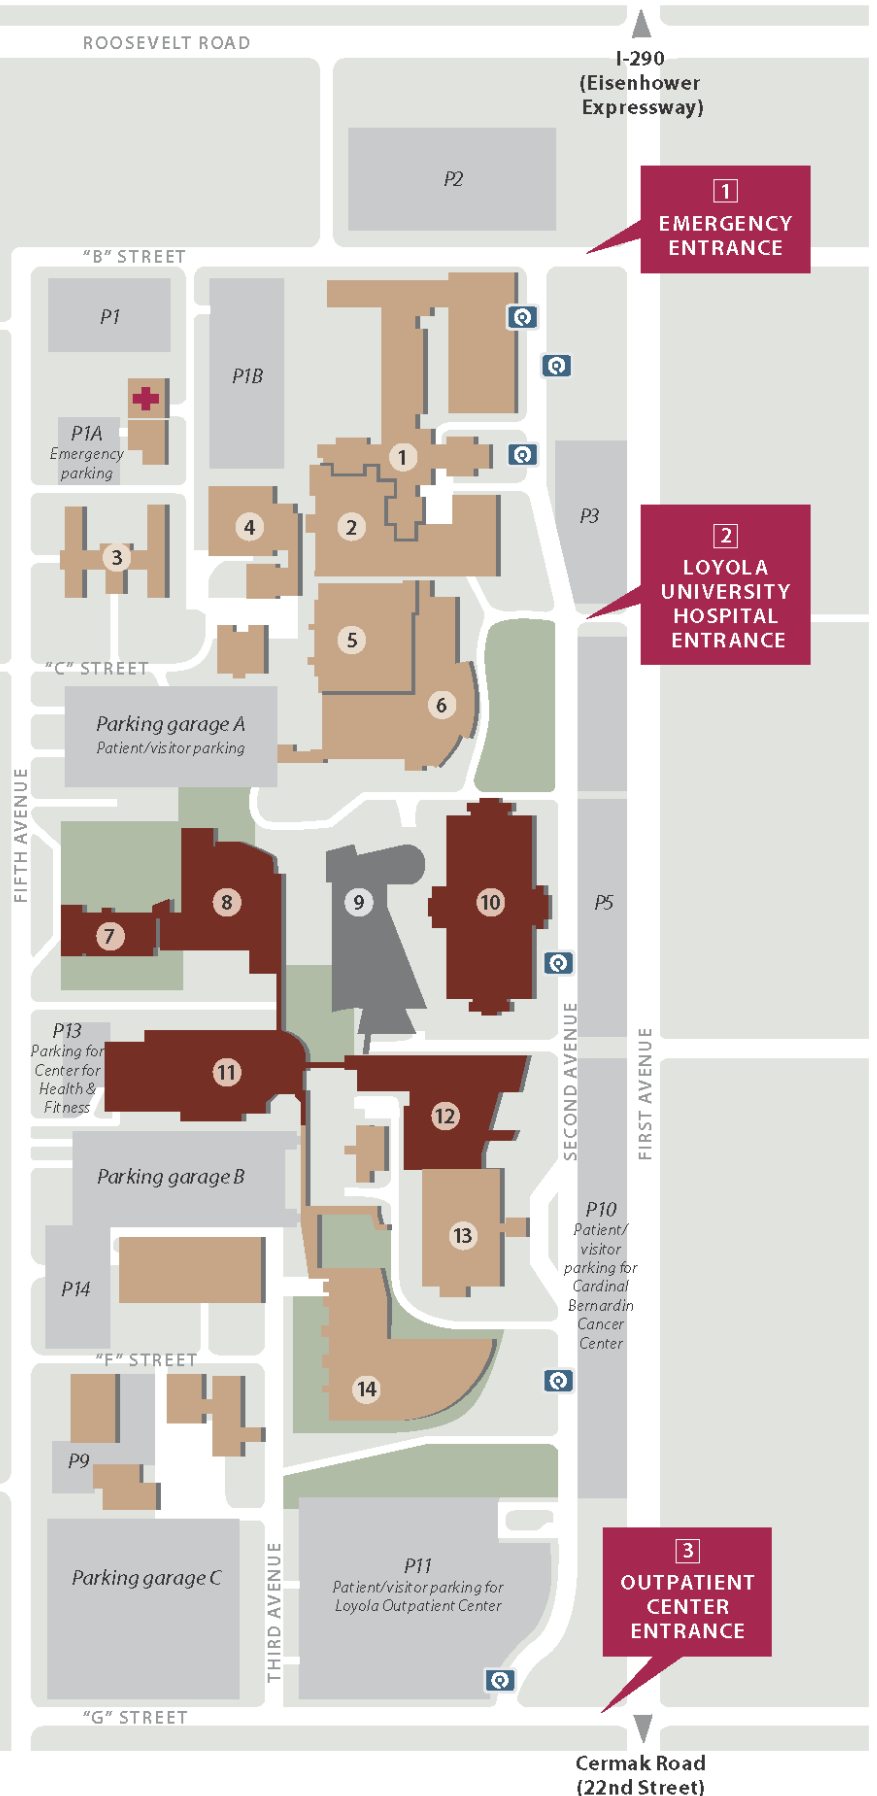 ROOSEVELT ROAD
I-290
(Eisenhower
Expressway)
P2
1
EMERGENCY
ENTRANCE
“B” STREET
P1
P1B
P1A
Emergency
parking
1
4
2
P3
3
2
LOYOLA
UNIVERSITY
HOSPITAL
ENTRANCE
5
“C” STREET
6
Parking garage A
Patient/visitor parking
FIFTH AVENUE
8
9
10
P5
7
SECOND AVENUE
FIRST AVENUE
P13
Parking for
Center for
Health &
Fitness
11
12
Parking garage B
P10
Patient/
visitor
parking for
Cardinal
Bernardin
Cancer
Center
13
P14
“F” STREET
14
P9
THIRD AVENUE
3
OUTPATIENT
CENTER
ENTRANCE
Parking garage C
P11
Patient/visitor parking for
Loyola Outpatient Center
“G” STREET
Cermak Road
(22nd Street)